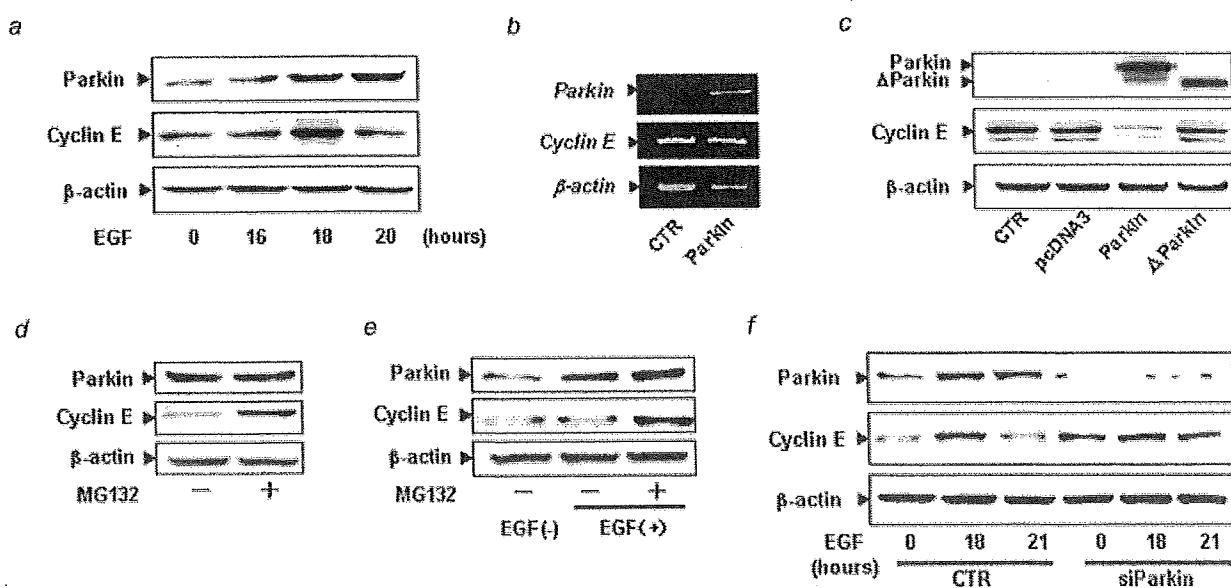 a
Parkin
Cyclin E
β-actin
EGF 0 16 18 20 (hours)
b
Parkin
Cyclin E
β-actin
CTR Parkin
c
Parkin
ΔParkin
Cyclin E
β-actin
CTR pcDNA3 Parkin ΔParkin
d
Parkin
Cyclin E
β-actin
MG132 − +
e
Parkin
Cyclin E
β-actin
MG132 − − +
EGF(-) EGF(+)
f
Parkin
Cyclin E
β-actin
EGF 0 18 21 0 18 21
(hours) CTR siParkin